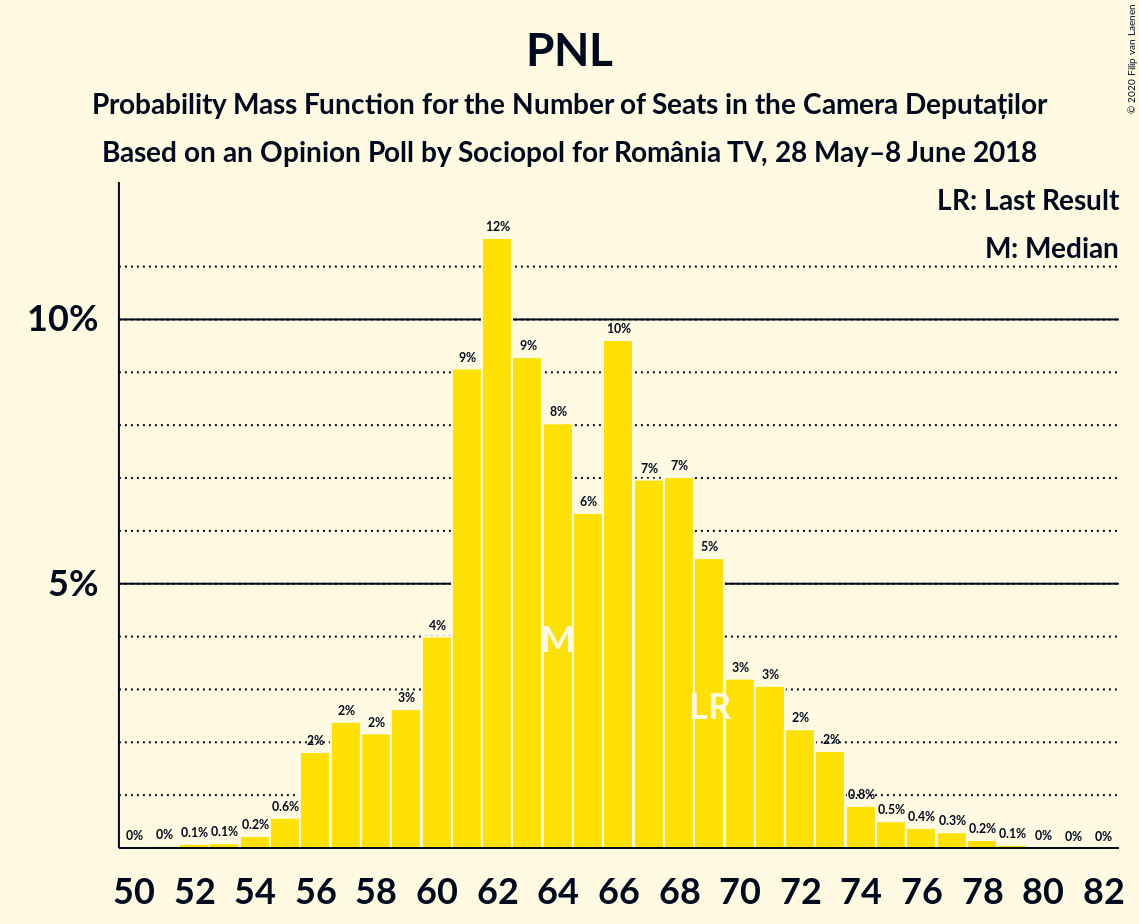 PNL
Probability Mass Function for the Number of Seats in the Camera Deputaților
Based on an Opinion Poll by Sociopol for România TV, 28 May–8 June 2018
© 2020 Filip van Laenen
LR: Last Result
M: Median
10%
5%
0% 0% 0.1% 0.1% 0.2% 0.6% 2% 2% 2% 3% 4% 9% 12% 9% 8% 6% 10% 7% 7% 5% 3% 3% 2% 2% 0.8% 0.5% 0.4% 0.3% 0.2% 0.1% 0% 0% 0%
M
LR
50 52 54 56 58 60 62 64 66 68 70 72 74 76 78 80 82